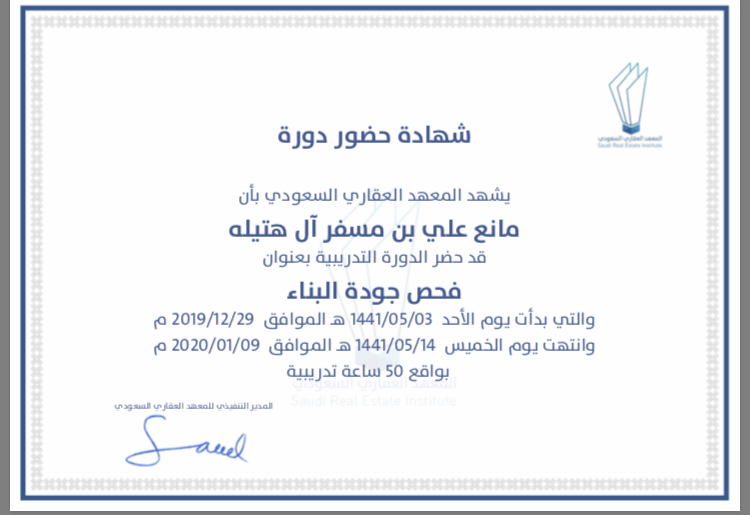 المعهد العقاري السعودي
Saudi Real Estate Institute
شهادة حضور دورة
يشهد المعهد العقاري السعودي بأن
مانع علي بن مسفر آل هتيله
قد حضر الدورة التدريبية بعنوان
فحص جودة البناء
والتي بدأت يوم الأحد 1441/05/03 هـ الموافق 2019/12/29 م
وانتهت يوم الخميس 1441/05/14 هـ الموافق 2020/01/09 م
بواقع 50 ساعة تدريبية
المعهد العقاري السعودي
Saudi Real Estate Institute
المدير التنفيذي للمعهد العقاري السعودي